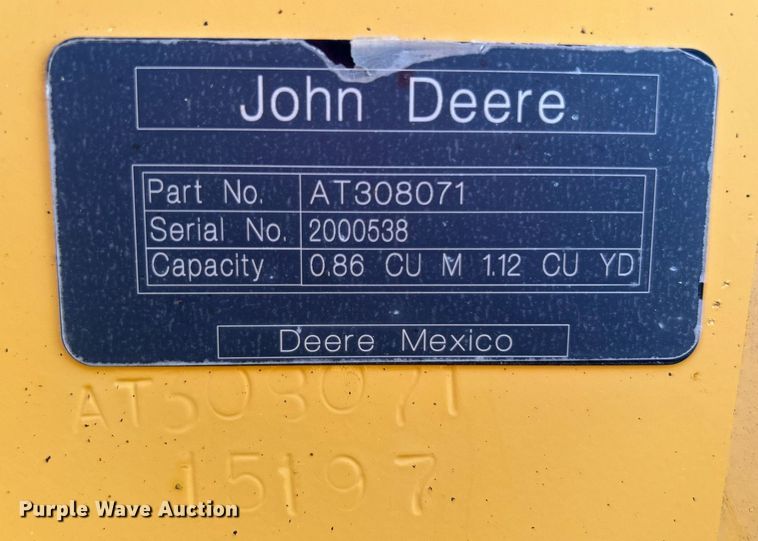 John Deere
Part No. AT308071
Serial No. 2000538
Capacity 0.86 CU M 1.12 CU YD
Deere Mexico
AT308071
15197
Purple Wave Auction